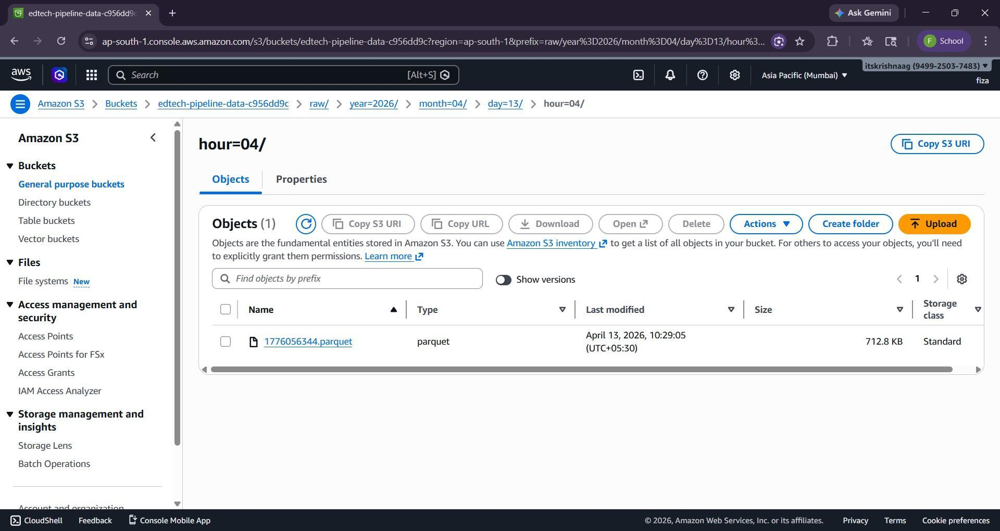 edtech-pipeline-data-c956dd9c
Ask Gemini
ap-south-1.console.aws.amazon.com/s3/buckets/edtech-pipeline-data-c956dd9c?region=ap-south-1&prefix=raw/year%3D2026/month%3D04/day%3D13/hour%3...
F School
aws
Search [Alt+S]
Asia Pacific (Mumbai)
itskrishnaag (9499-2503-7483)
fiza
Amazon S3 > Buckets > edtech-pipeline-data-c956dd9c > raw/ > year=2026/ > month=04/ > day=13/ > hour=04/
Amazon S3
Buckets
General purpose buckets
Directory buckets
Table buckets
Vector buckets
Files
File systems New
Access management and
security
Access Points
Access Points for FSx
Access Grants
IAM Access Analyzer
Storage management and
insights
Storage Lens
Batch Operations
Account and organization
hour=04/
Copy S3 URI
Objects
Properties
Objects (1)
Copy S3 URI
Copy URL
Download
Open
Delete
Actions
Create folder
Upload
Objects are the fundamental entities stored in Amazon S3. You can use Amazon S3 inventory to get a list of all objects in your bucket. For others to access your objects, you'll need
to explicitly grant them permissions. Learn more
Find objects by prefix
Show versions
1
Name
Type
Last modified
Size
Storage
class
1776056344.parquet
parquet
April 13, 2026, 10:29:05
(UTC+05:30)
712.8 KB
Standard
CloudShell
Feedback
Console Mobile App
© 2026, Amazon Web Services, Inc. or its affiliates.
Privacy
Terms
Cookie preferences